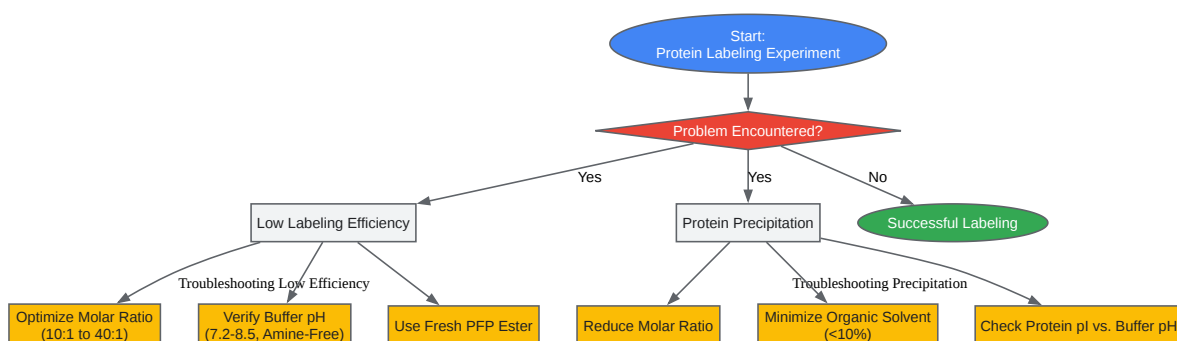 Start:
Protein Labeling Experiment
Problem Encountered?
Yes
Yes
No
Low Labeling Efficiency
Protein Precipitation
Successful Labeling
Troubleshooting Low Efficiency
Troubleshooting Precipitation
Optimize Molar Ratio
(10:1 to 40:1)
Verify Buffer pH
(7.2-8.5, Amine-Free)
Use Fresh PFP Ester
Reduce Molar Ratio
Minimize Organic Solvent
(<10%)
Check Protein pI vs. Buffer pH